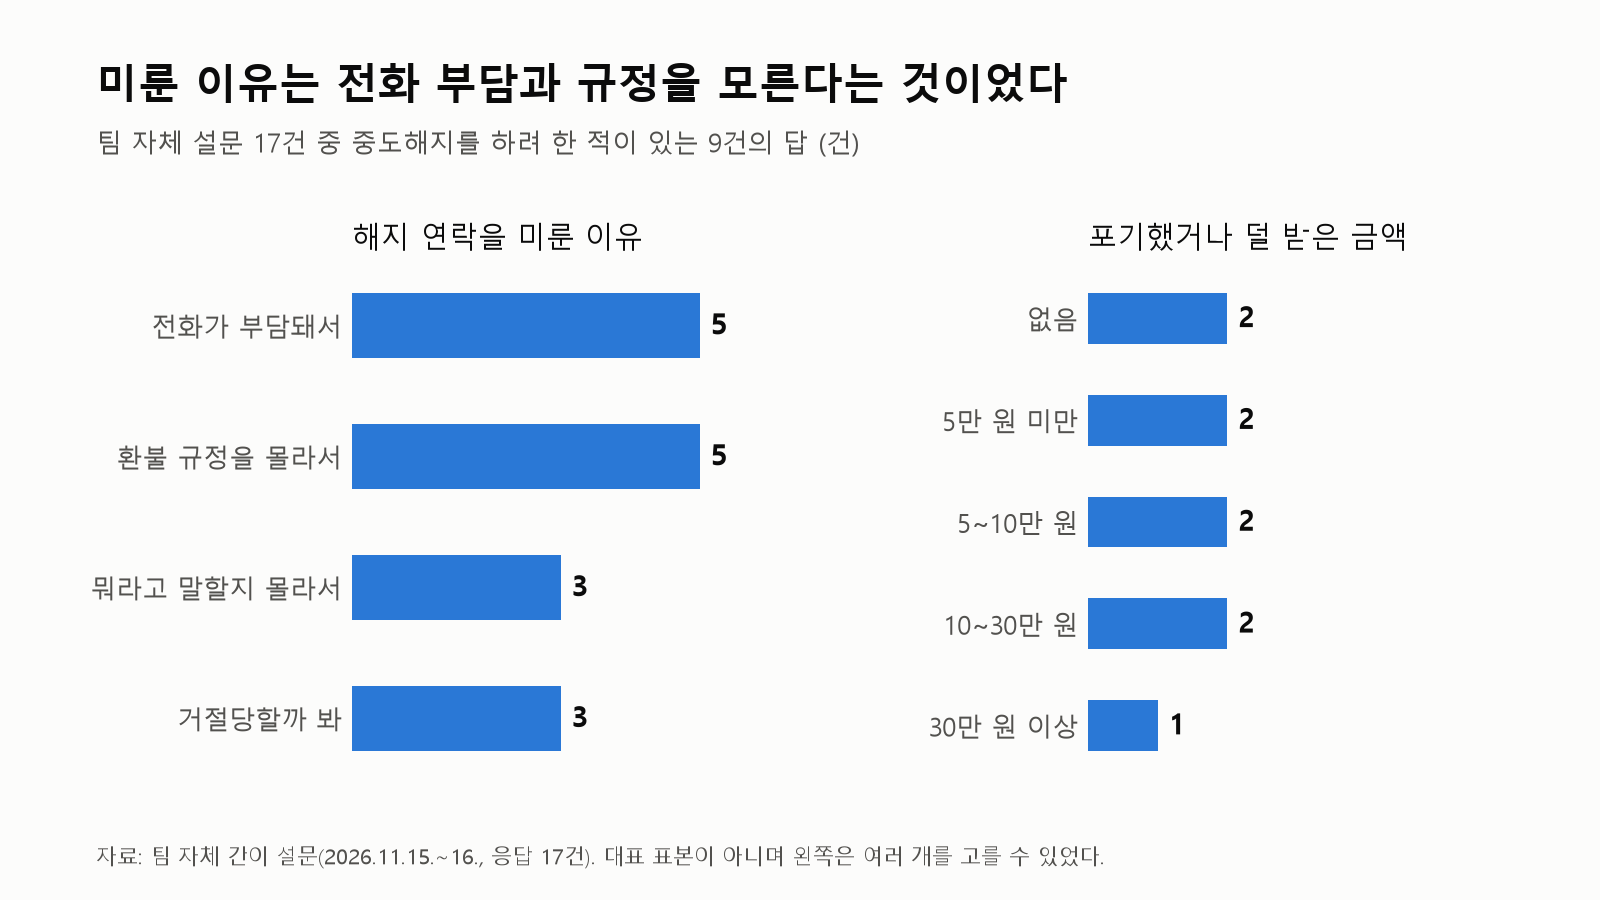 미룬 이유는 전화 부담과 규정을 모른다는 것이었다
팀 자체 설문 17건 중 중도해지를 하려 한 적이 있는 9건의 답 (건)
해지 연락을 미룬 이유
전화가 부담돼서 5
환불 규정을 몰라서 5
뭐라고 말할지 몰라서 3
거절당할까 봐 3
포기했거나 덜 받은 금액
없음 2
5만 원 미만 2
5~10만 원 2
10~30만 원 2
30만 원 이상 1
자료: 팀 자체 간이 설문(2026.11.15.~16., 응답 17건). 대표 표본이 아니며 왼쪽은 여러 개를 고를 수 있었다.